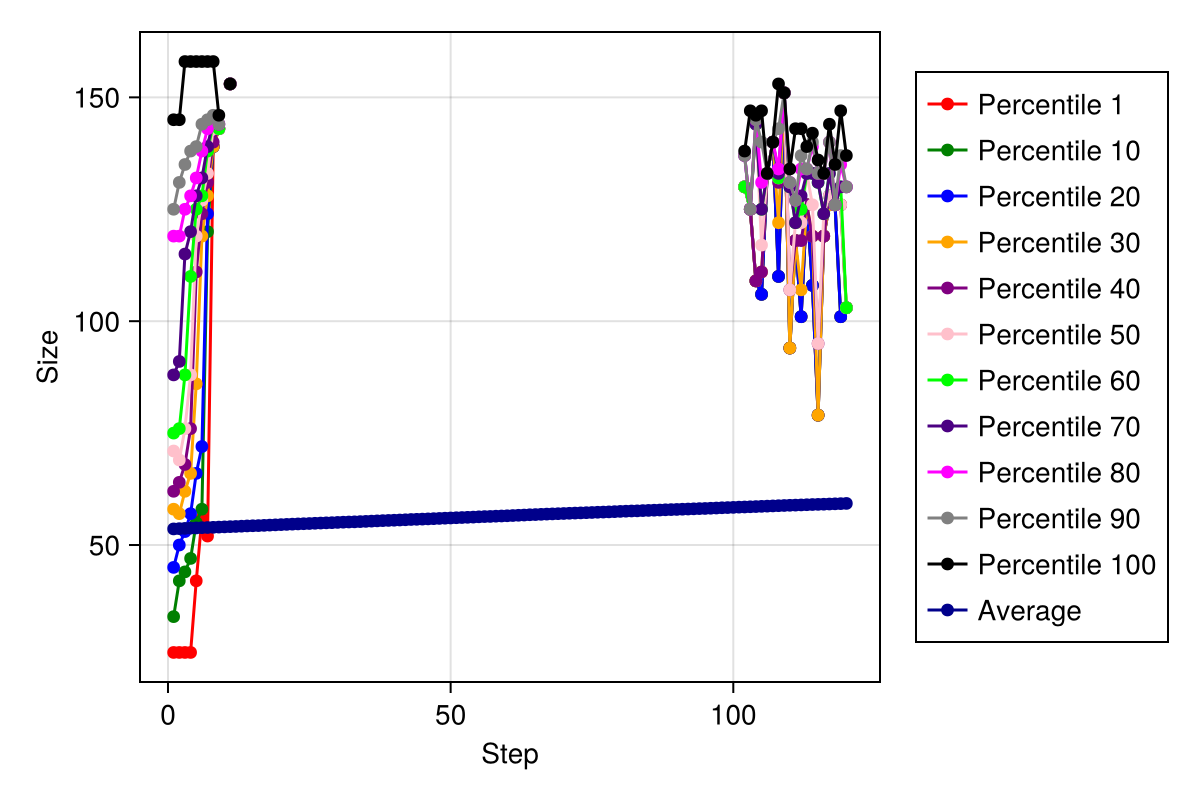 150
100
50
Size
0
50
100
Step
Percentile 1
Percentile 10
Percentile 20
Percentile 30
Percentile 40
Percentile 50
Percentile 60
Percentile 70
Percentile 80
Percentile 90
Percentile 100
Average